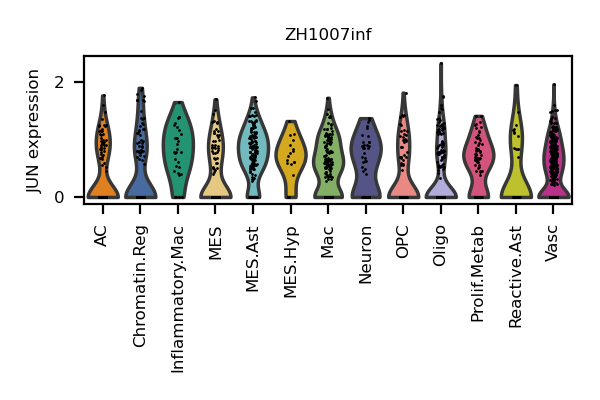 ZH1007inf
JUN expression
2
0
AC
Chromatin.Reg
Inflammatory.Mac
MES
MES.Ast
MES.Hyp
Mac
Neuron
OPC
Oligo
Prolif.Metab
Reactive.Ast
Vasc